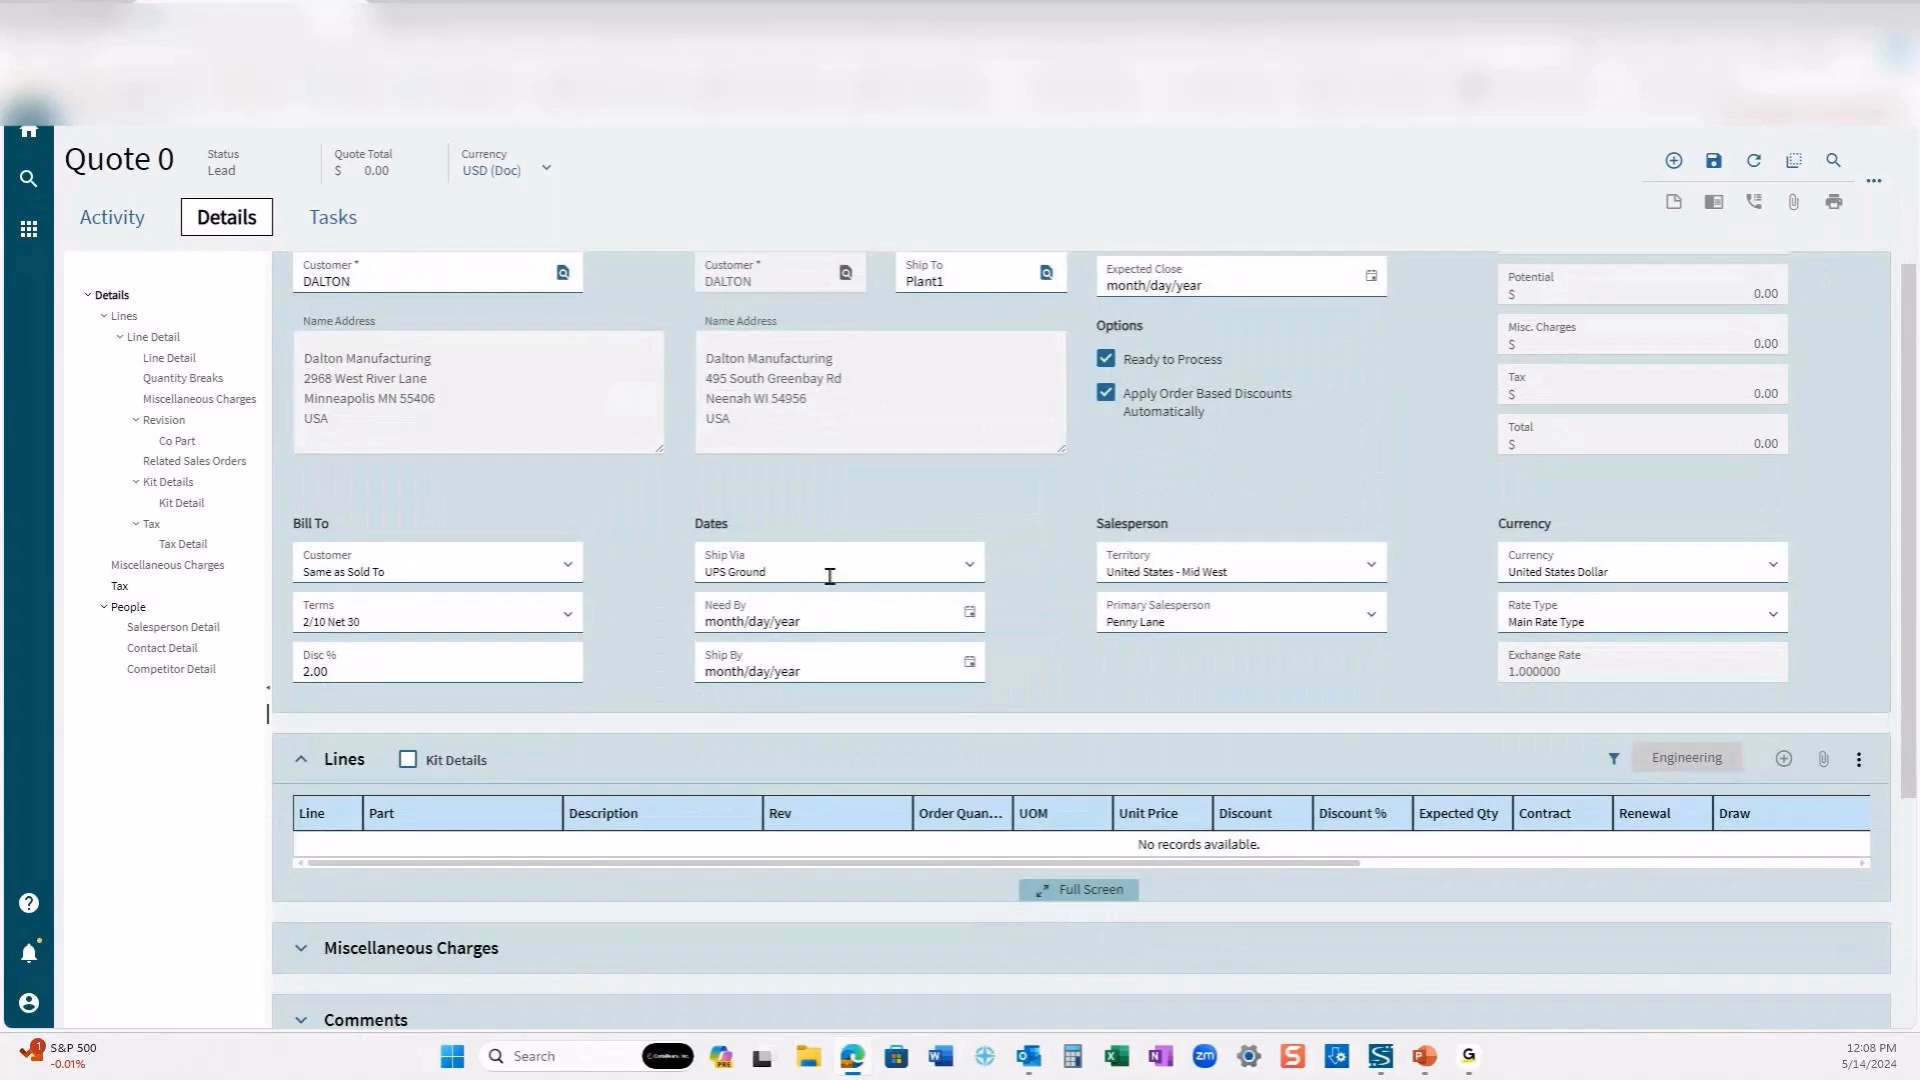 Quote 0
Status
Lead
Quote Total
$ 0.00
Currency
USD (Doc)
Activity
Details
Tasks
Details
Lines
Line Detail
Line Detail
Quantity Breaks
Miscellaneous Charges
Revision
Co Part
Related Sales Orders
Kit Details
Kit Detail
Tax
Tax Detail
Miscellaneous Charges
Tax
People
Salesperson Detail
Contact Detail
Competitor Detail
Customer *
DALTON
Customer *
DALTON
Ship To
Plant1
Expected Close
month/day/year
Potential
$ 0.00
Name Address
Dalton Manufacturing
2968 West River Lane
Minneapolis MN 55406
USA
Name Address
Dalton Manufacturing
495 South Greenbay Rd
Neenah WI 54956
USA
Options
Ready to Process
Apply Order Based Discounts
Automatically
Misc. Charges
$ 0.00
Tax
$ 0.00
Total
$ 0.00
Bill To
Customer
Same as Sold To
Terms
2/10 Net 30
Disc %
2.00
Dates
Ship Via
UPS Ground
Need By
month/day/year
Ship By
month/day/year
Salesperson
Territory
United States - Mid West
Primary Salesperson
Penny Lane
Currency
Currency
United States Dollar
Rate Type
Main Rate Type
Exchange Rate
1.000000
Lines
Kit Details
Engineering
Line Part Description Rev Order Quan... UOM Unit Price Discount Discount % Expected Qty Contract Renewal Draw
No records available.
Full Screen
Miscellaneous Charges
Comments
1
S&P 500
-0.01%
Search
PRE
zm
12:08 PM
5/14/2024